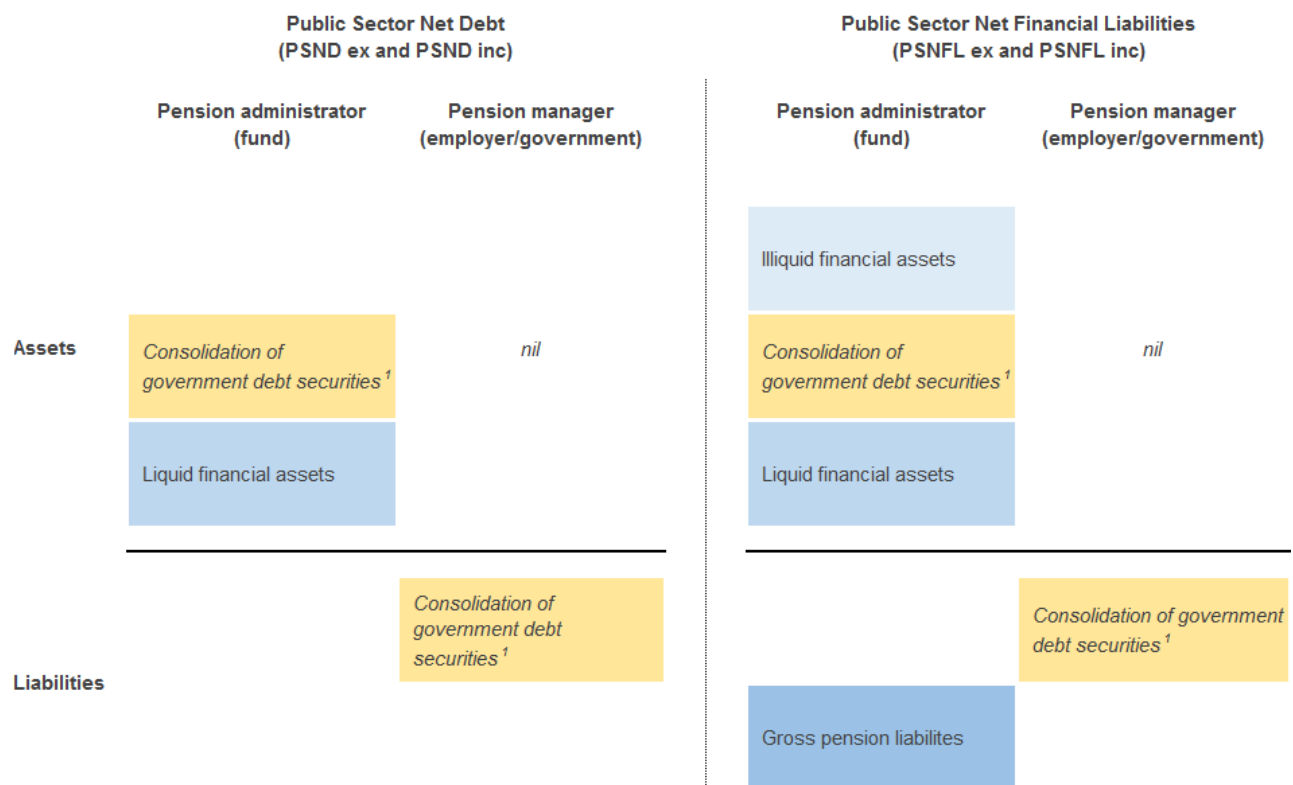 Public Sector Net Debt
(PSND ex and PSND inc)
Public Sector Net Financial Liabilities
(PSNFL ex and PSNFL inc)
Pension administrator
(fund)
Pension manager
(employer/government)
Pension administrator
(fund)
Pension manager
(employer/government)
Illiquid financial assets
Assets
Consolidation of
government debt securities 1
nil
Consolidation of
government debt securities 1
nil
Liquid financial assets
Liquid financial assets
Consolidation of
government debt
securities 1
Consolidation of government
debt securities 1
Liabilities
Gross pension liabilites